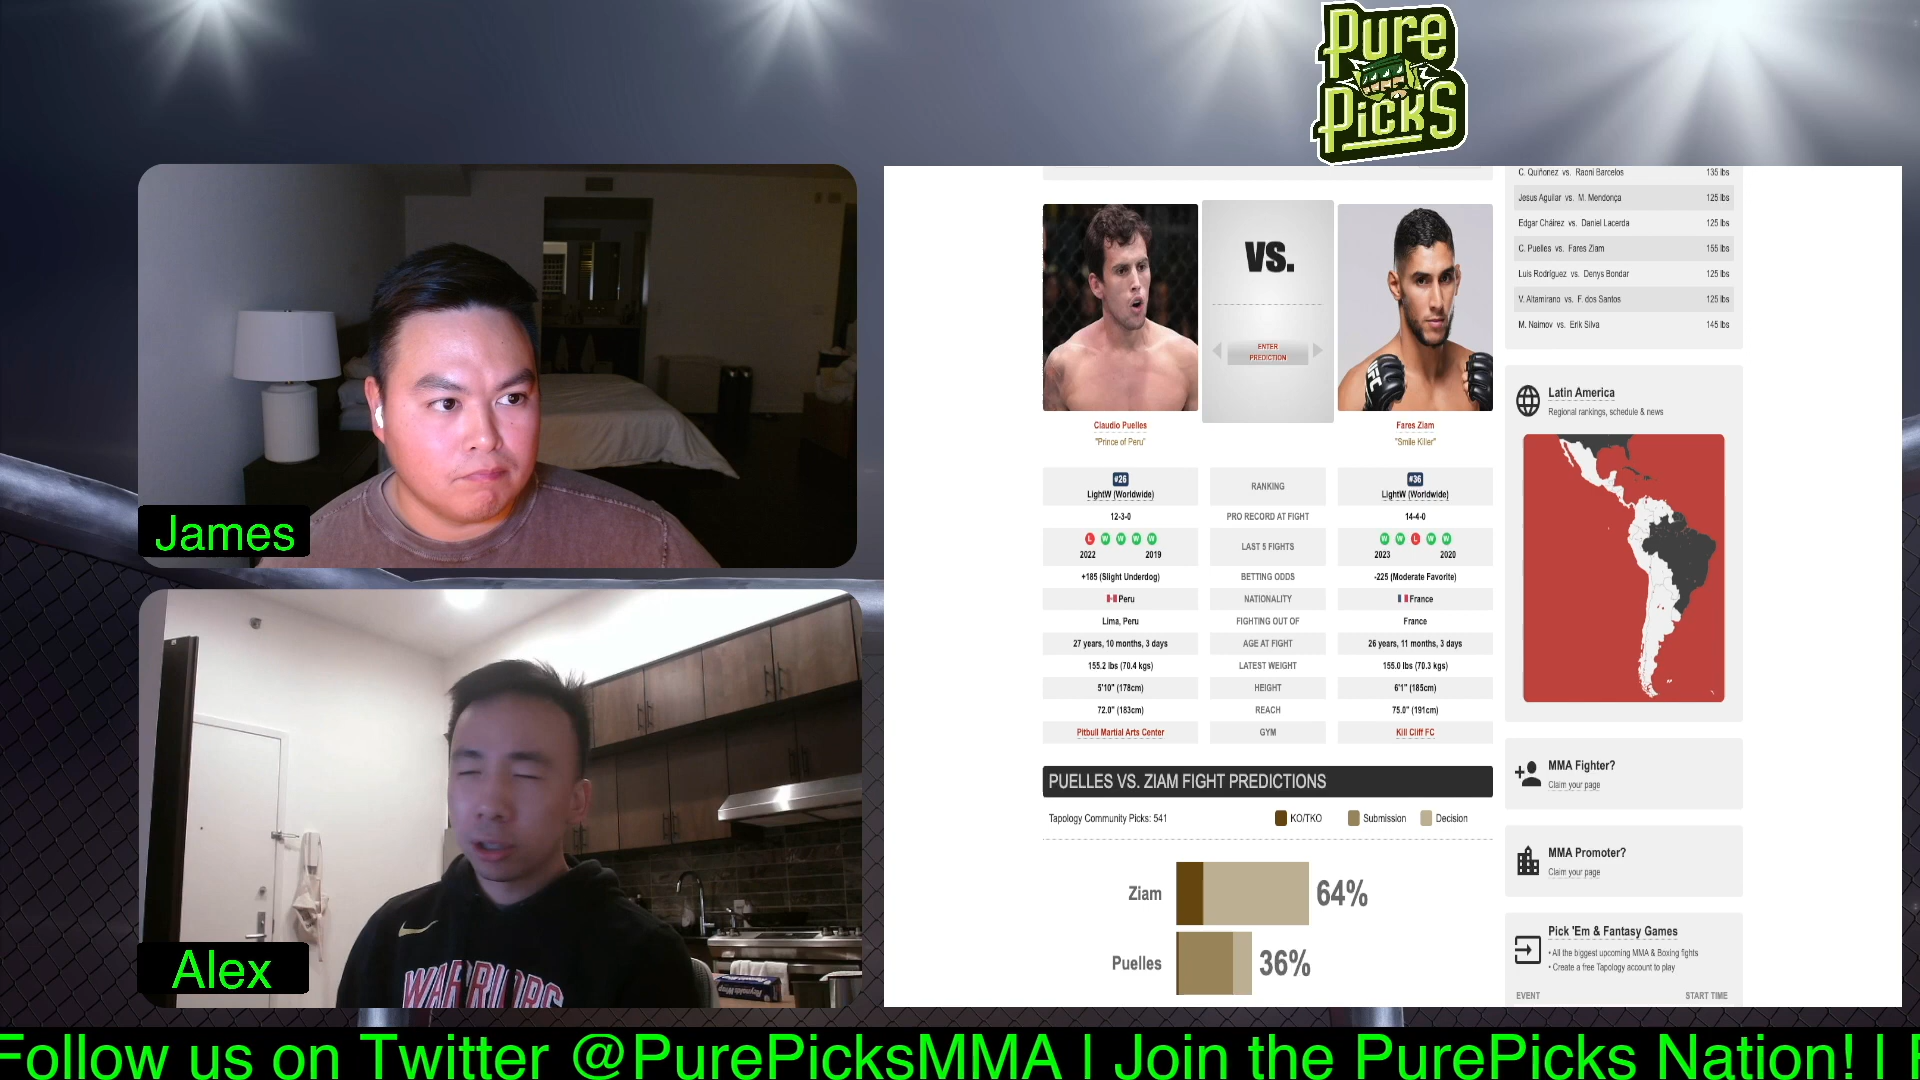 Pure
Picks
James
Alex
WARRIORS
VS.
ENTER
PREDICTION
UFC
Claudio Puelles
"Prince of Peru"
Fares Ziam
"Smile Killer"
#26
LightW (Worldwide)
RANKING
#36
LightW (Worldwide)
12-3-0
PRO RECORD AT FIGHT
14-4-0
L W W W W
LAST 5 FIGHTS
W W L W W
2022 2019
2023 2020
+185 (Slight Underdog)
BETTING ODDS
-225 (Moderate Favorite)
Peru
NATIONALITY
France
Lima, Peru
FIGHTING OUT OF
France
27 years, 10 months, 3 days
AGE AT FIGHT
26 years, 11 months, 3 days
155.2 lbs (70.4 kgs)
LATEST WEIGHT
155.0 lbs (70.3 kgs)
5'10" (178cm)
HEIGHT
6'1" (185cm)
72.0" (183cm)
REACH
75.0" (191cm)
Pitbull Martial Arts Center
GYM
Kill Cliff FC
PUELLES VS. ZIAM FIGHT PREDICTIONS
Tapology Community Picks: 541
KO/TKO
Submission
Decision
Ziam
64%
Puelles
36%
C. Quiñonez vs. Raoni Barcelos 135 lbs
Jesus Aguilar vs. M. Mendonça 125 lbs
Edgar Cháirez vs. Daniel Lacerda 125 lbs
C. Puelles vs. Fares Ziam 155 lbs
Luis Rodríguez vs. Denys Bondar 125 lbs
V. Altamirano vs. F. dos Santos 125 lbs
M. Naimov vs. Erik Silva 145 lbs
Latin America
Regional rankings, schedule & news
MMA Fighter?
Claim your page
MMA Promoter?
Claim your page
Pick 'Em & Fantasy Games
• All the biggest upcoming MMA & Boxing fights
• Create a free Tapology account to play
EVENT START TIME
Follow us on Twitter @PurePicksMMA | Join the PurePicks Nation! |